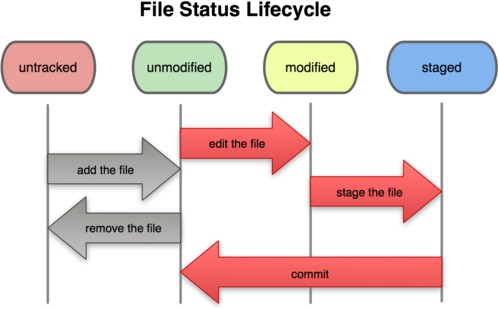 File Status Lifecycle
untracked
unmodified
modified
staged
edit the file
add the file
stage the file
remove the file
commit